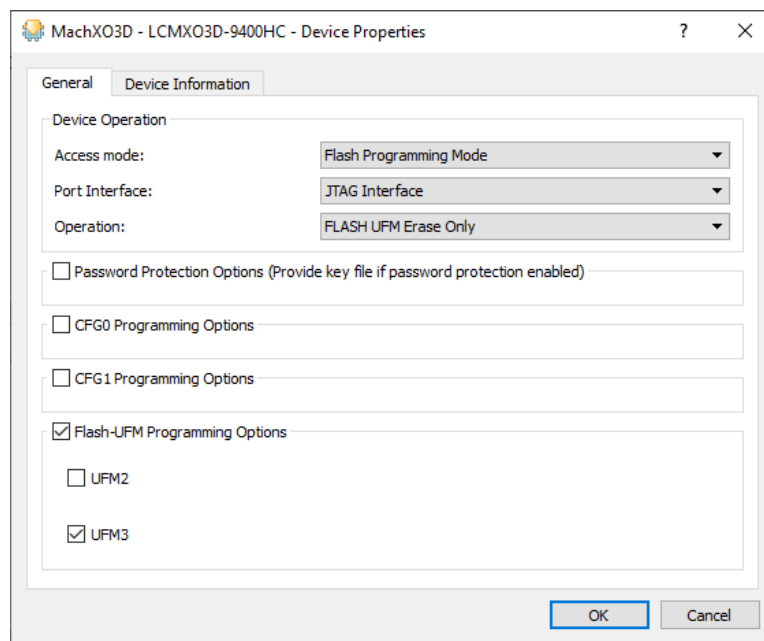 MachXO3D - LCMXO3D-9400HC - Device Properties ?
General Device Information
Device Operation
Access mode: Flash Programming Mode
Port Interface: JTAG Interface
Operation: FLASH UFM Erase Only
Password Protection Options (Provide key file if password protection enabled)
CFG0 Programming Options
CFG1 Programming Options
Flash-UFM Programming Options
UFM2
UFM3
OK Cancel